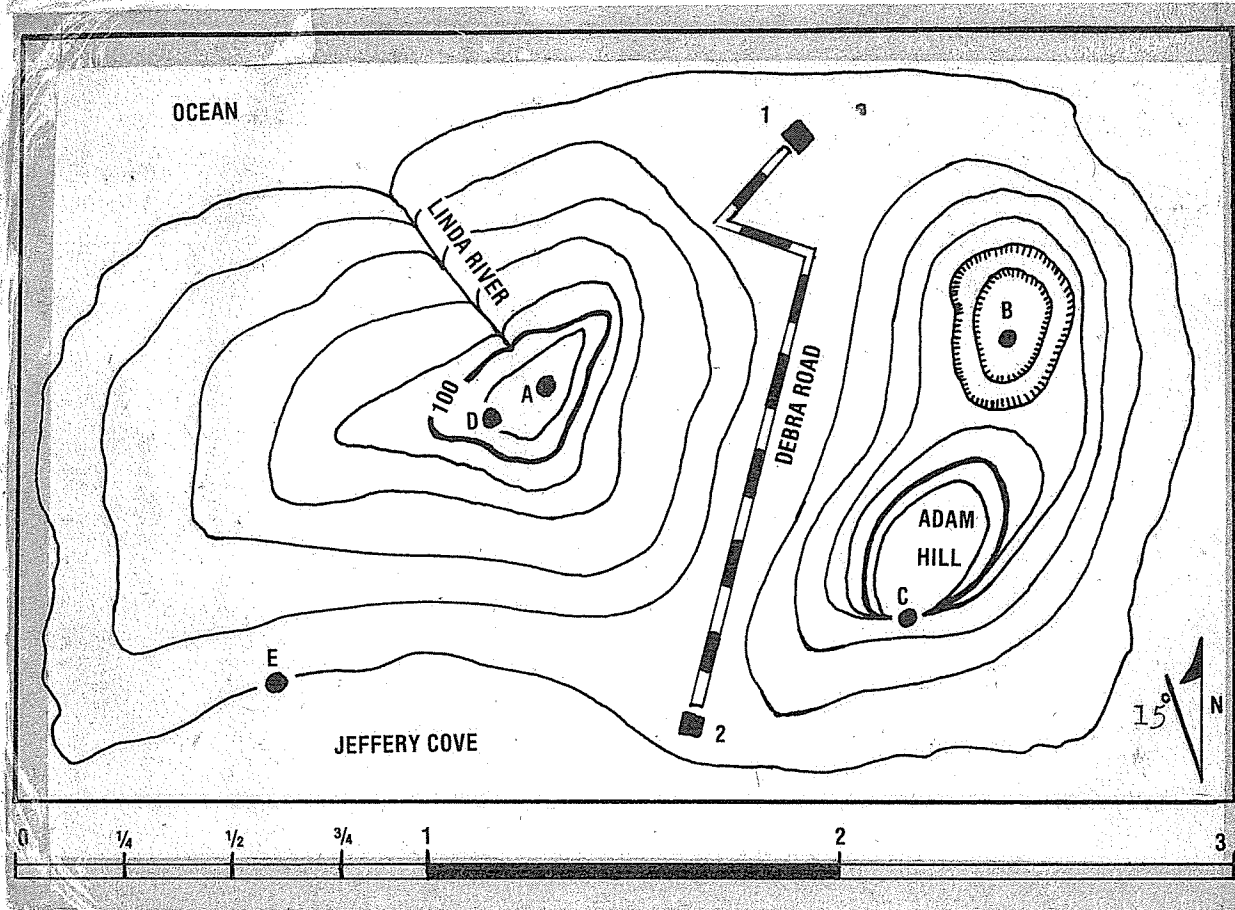 OCEAN
1
LINDA RIVER
B
A
100
D
DEBRA ROAD
ADAM
HILL
C
E
15°
N
2
JEFFERY COVE
0 ¼ ½ ¾ 1 2 3